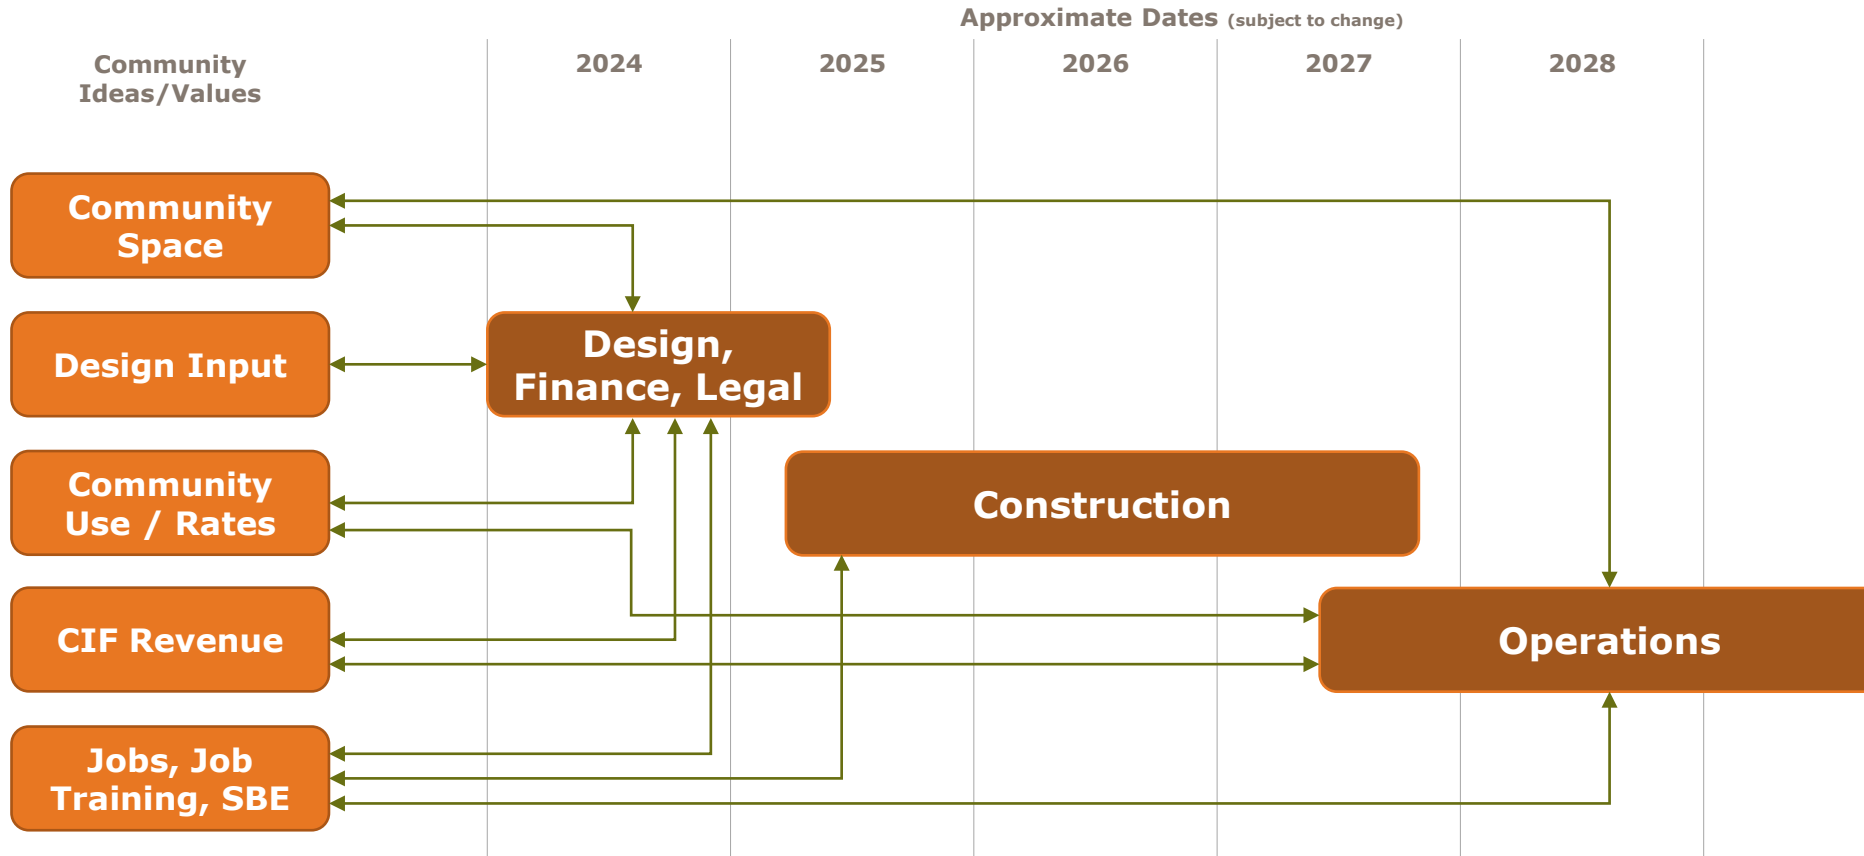 Approximate Dates (subject to change)
Community
Ideas/Values
2024
2025
2026
2027
2028
Community
Space
Design Input
Design,
Finance, Legal
Community
Use / Rates
Construction
CIF Revenue
Operations
Jobs, Job
Training, SBE